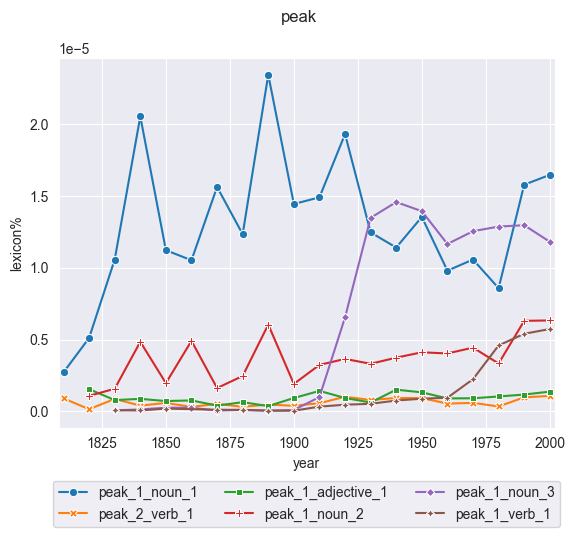 peak
1e−5
2.0
1.5
1.0
0.5
0.0
lexicon%
1825 1850 1875 1900 1925 1950 1975 2000
year
peak_1_noun_1 peak_1_adjective_1 peak_1_noun_3
peak_2_verb_1 peak_1_noun_2 peak_1_verb_1